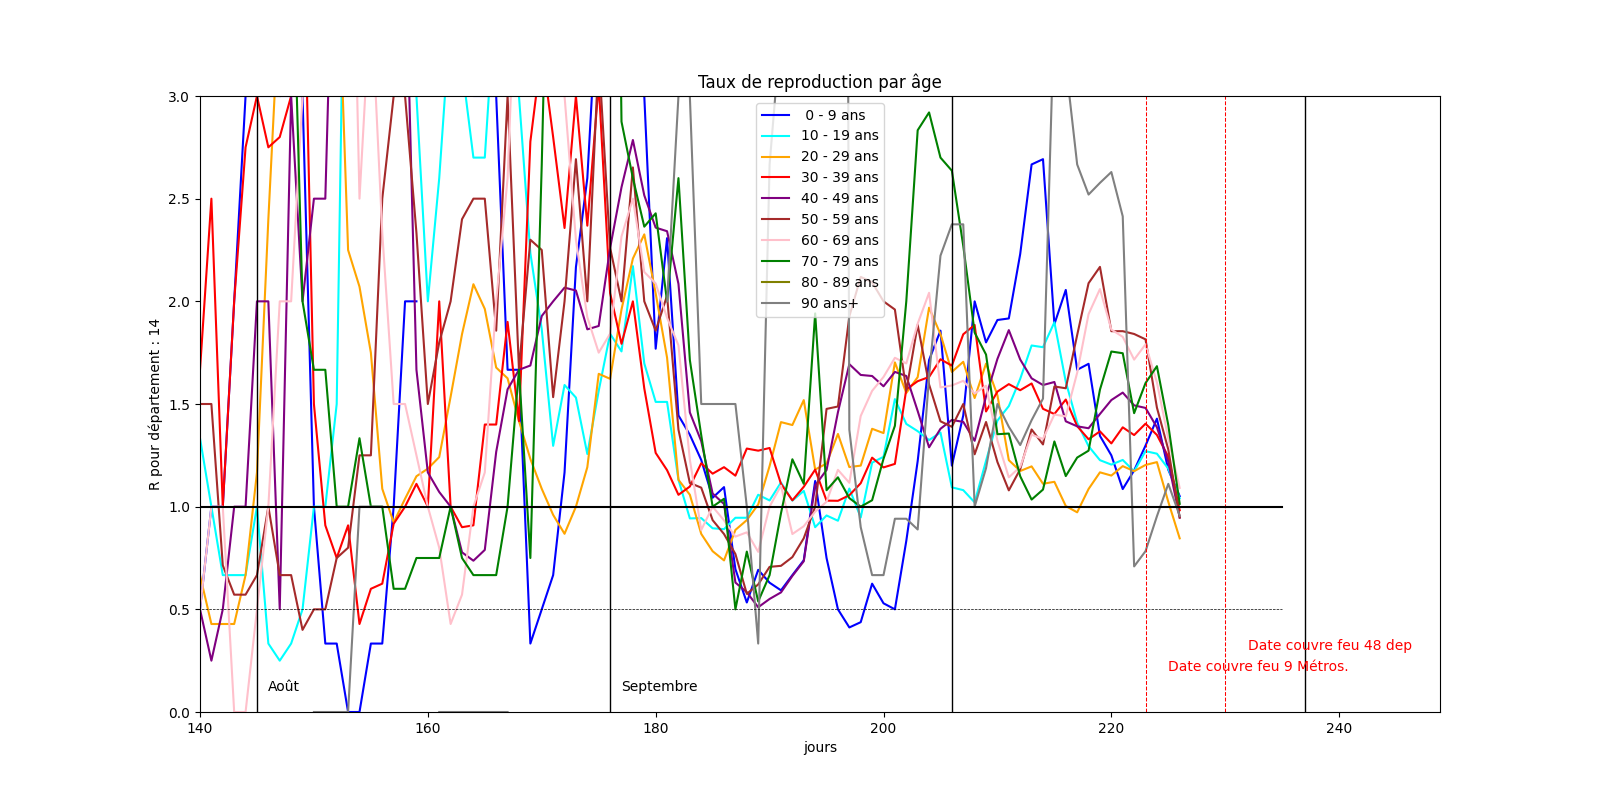 Taux de reproduction par âge
R pour département : 14
3.0
2.5
2.0
1.5
1.0
0.5
0.0
0 - 9 ans
10 - 19 ans
20 - 29 ans
30 - 39 ans
40 - 49 ans
50 - 59 ans
60 - 69 ans
70 - 79 ans
80 - 89 ans
90 ans+
Date couvre feu 48 dep
Date couvre feu 9 Métros.
Août
Septembre
140
160
180
200
220
240
jours